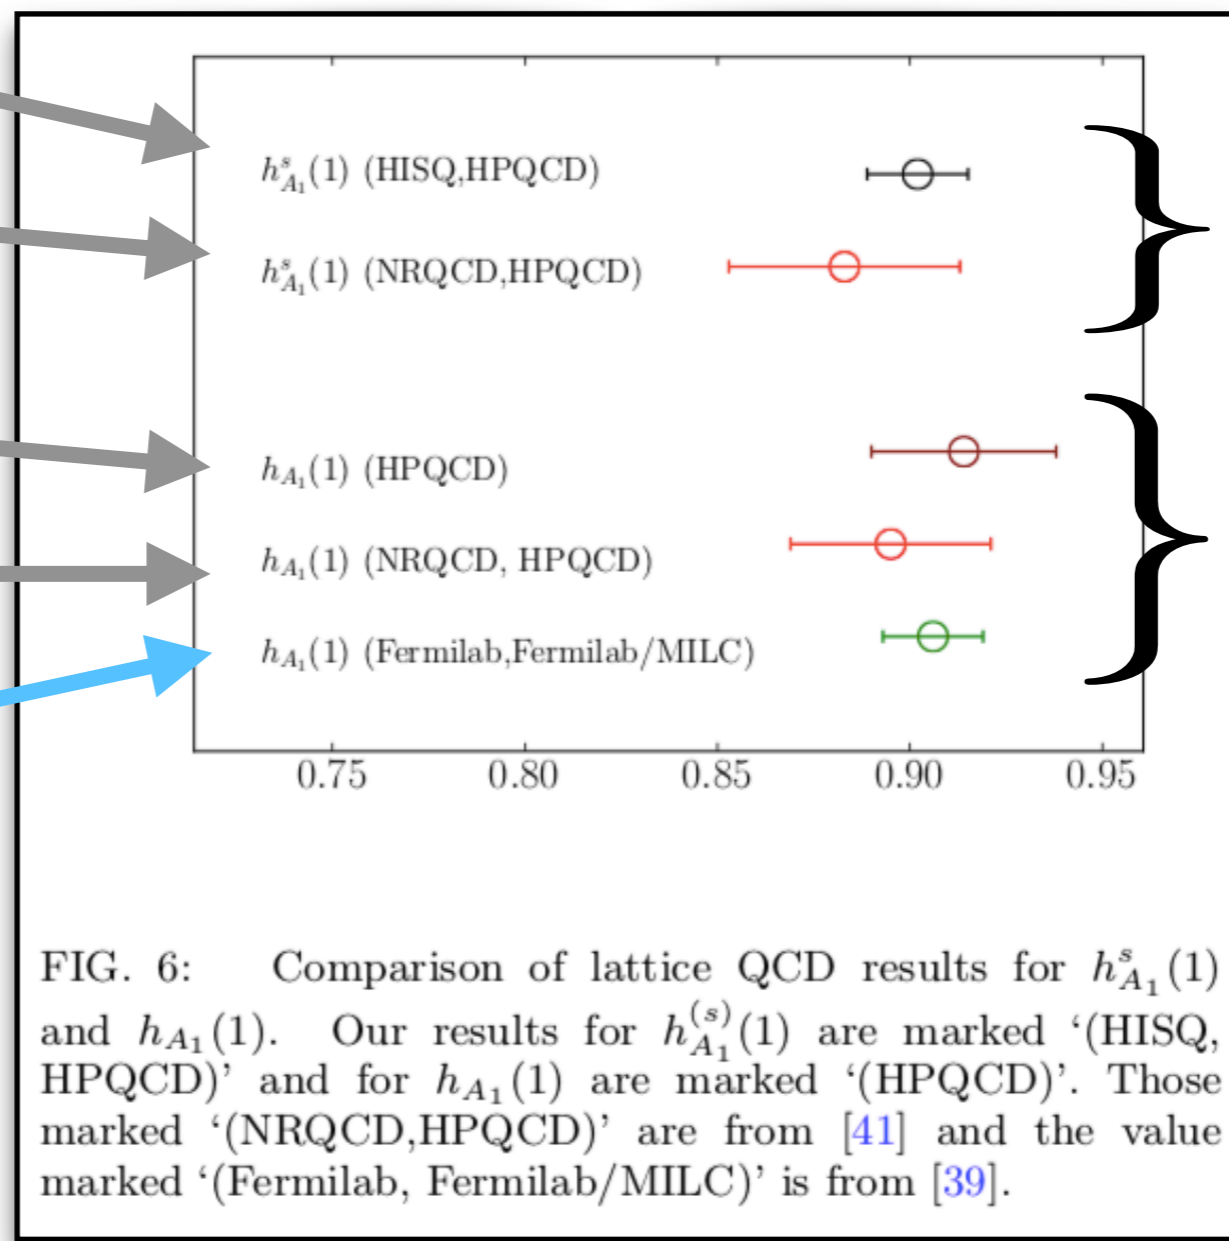 h^s_{A_1}(1) (HISQ,HPQCD)
h^s_{A_1}(1) (NRQCD,HPQCD)
h_{A_1}(1) (HPQCD)
h_{A_1}(1) (NRQCD, HPQCD)
h_{A_1}(1) (Fermilab,Fermilab/MILC)
0.75 0.80 0.85 0.90 0.95
FIG. 6: Comparison of lattice QCD results for h^s_{A_1}(1)
and h_{A_1}(1). Our results for h^{(s)}_{A_1}(1) are marked ‘(HISQ,
HPQCD)’ and for h_{A_1}(1) are marked ‘(HPQCD)’. Those
marked ‘(NRQCD,HPQCD)’ are from [41] and the value
marked ‘(Fermilab, Fermilab/MILC)’ is from [39].